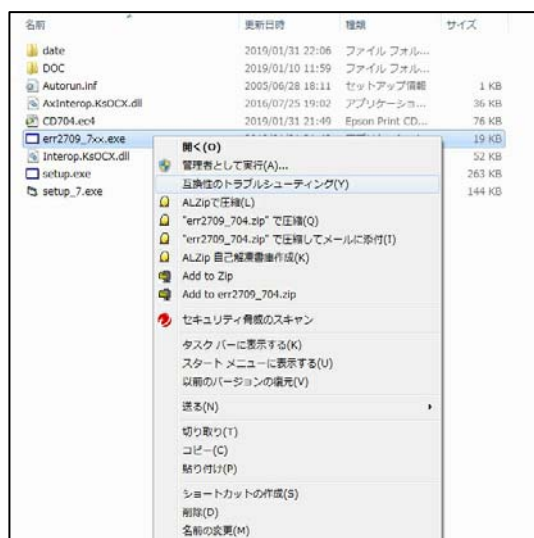 名前 更新日時 種類 サイズ
date 2019/01/31 22:06 ファイル フォル...
DOC 2019/01/10 11:59 ファイル フォル...
Autorun.inf 2005/06/28 18:11 セットアップ情報 1 KB
AxInterop.KsOCX.dll 2016/07/25 19:02 アプリケーショ... 36 KB
CD704.ec4 2019/01/31 21:49 Epson Print CD... 76 KB
err2709_7xx.exe 19 KB
Interop.KsOCX.dll 52 KB
setup.exe 263 KB
setup_7.exe 144 KB
開く(O)
管理者として実行(A)...
互換性のトラブルシューティング(Y)
ALZipで圧縮(L)
"err2709_704.zip" で圧縮(Q)
"err2709_704.zip" で圧縮してメールに添付(I)
ALZip 自己解凍書庫作成(K)
Add to Zip
Add to err2709_704.zip
セキュリティ脅威のスキャン
タスク バーに表示する(K)
スタート メニューに表示する(U)
以前のバージョンの復元(V)
送る(N)
切り取り(T)
コピー(C)
貼り付け(P)
ショートカットの作成(S)
削除(D)
名前の変更(M)